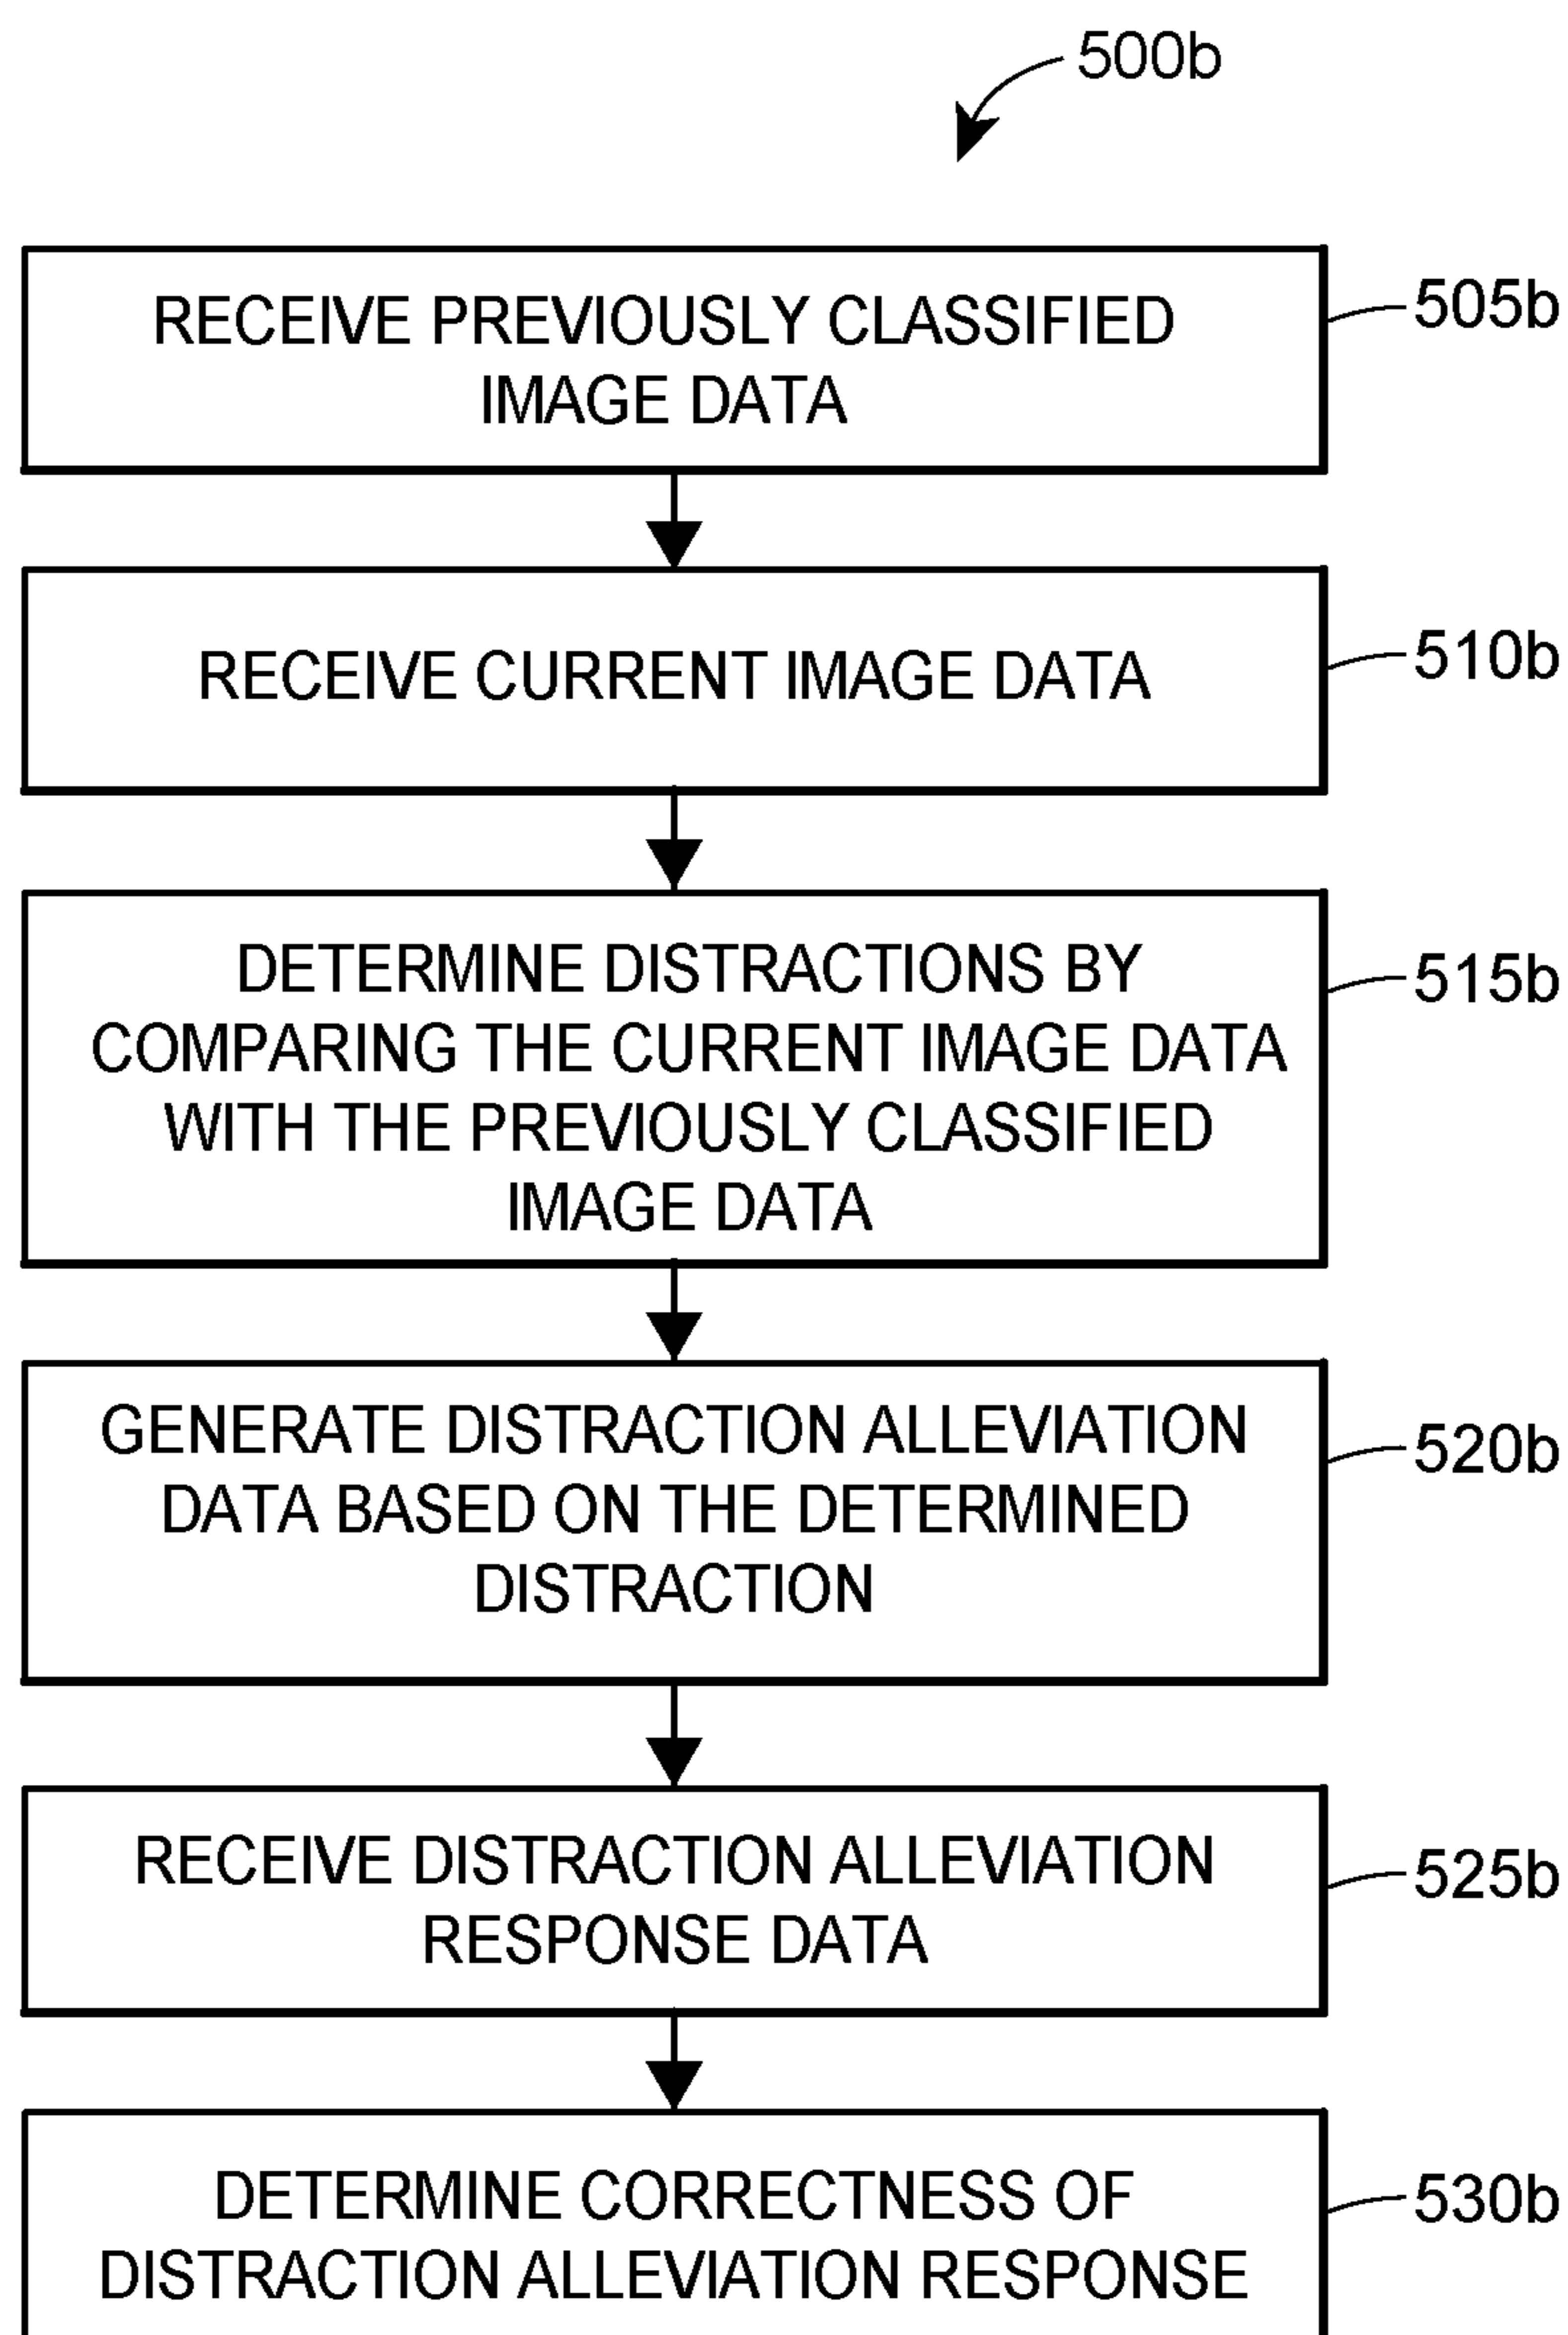 500b
RECEIVE PREVIOUSLY CLASSIFIED
IMAGE DATA
505b
RECEIVE CURRENT IMAGE DATA
510b
DETERMINE DISTRACTIONS BY
COMPARING THE CURRENT IMAGE DATA
WITH THE PREVIOUSLY CLASSIFIED
IMAGE DATA
515b
GENERATE DISTRACTION ALLEVIATION
DATA BASED ON THE DETERMINED
DISTRACTION
520b
RECEIVE DISTRACTION ALLEVIATION
RESPONSE DATA
525b
DETERMINE CORRECTNESS OF
DISTRACTION ALLEVIATION RESPONSE
530b